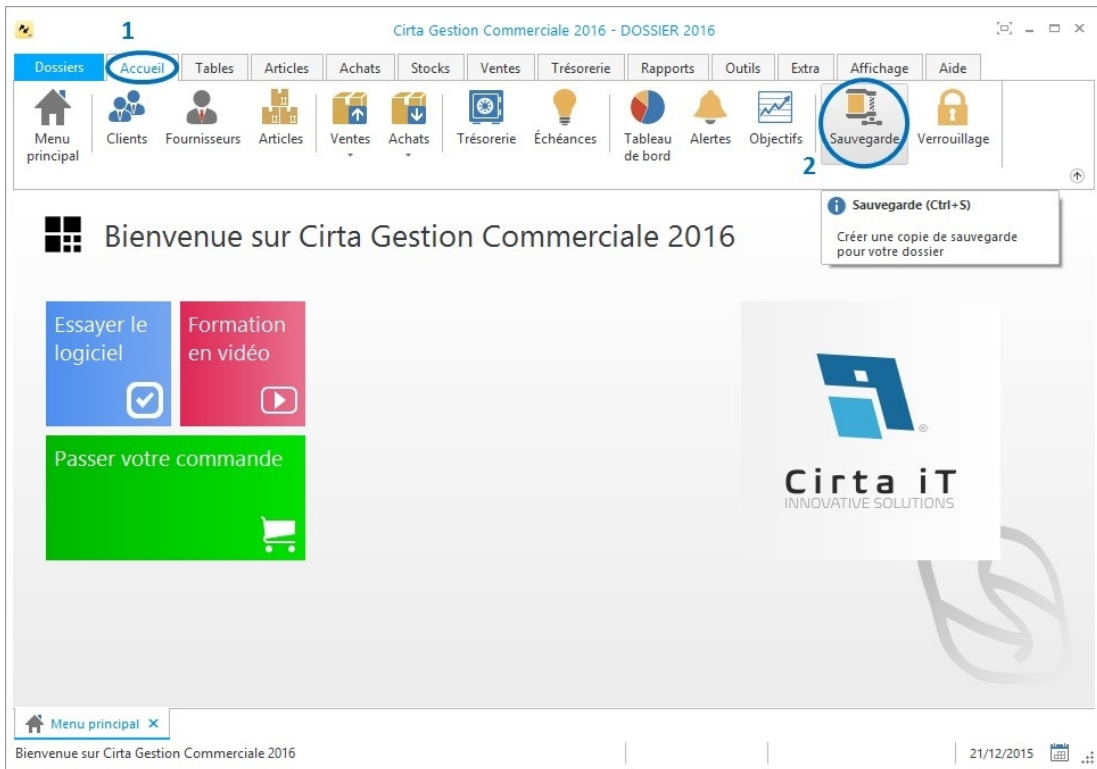 1
Cirta Gestion Commerciale 2016 - DOSSIER 2016
Dossiers Accueil Tables Articles Achats Stocks Ventes Trésorerie Rapports Outils Extra Affichage Aide
Menu principal
Clients
Fournisseurs
Articles
Ventes
Achats
Trésorerie
Échéances
Tableau de bord
Alertes
Objectifs
Sauvegarde
Verrouillage
2
Sauvegarde (Ctrl+S)
Créer une copie de sauvegarde
pour votre dossier
Bienvenue sur Cirta Gestion Commerciale 2016
Essayer le
logiciel
Formation
en vidéo
Passer votre commande
Cirta iT
INNOVATIVE SOLUTIONS
Menu principal
Bienvenue sur Cirta Gestion Commerciale 2016
21/12/2015